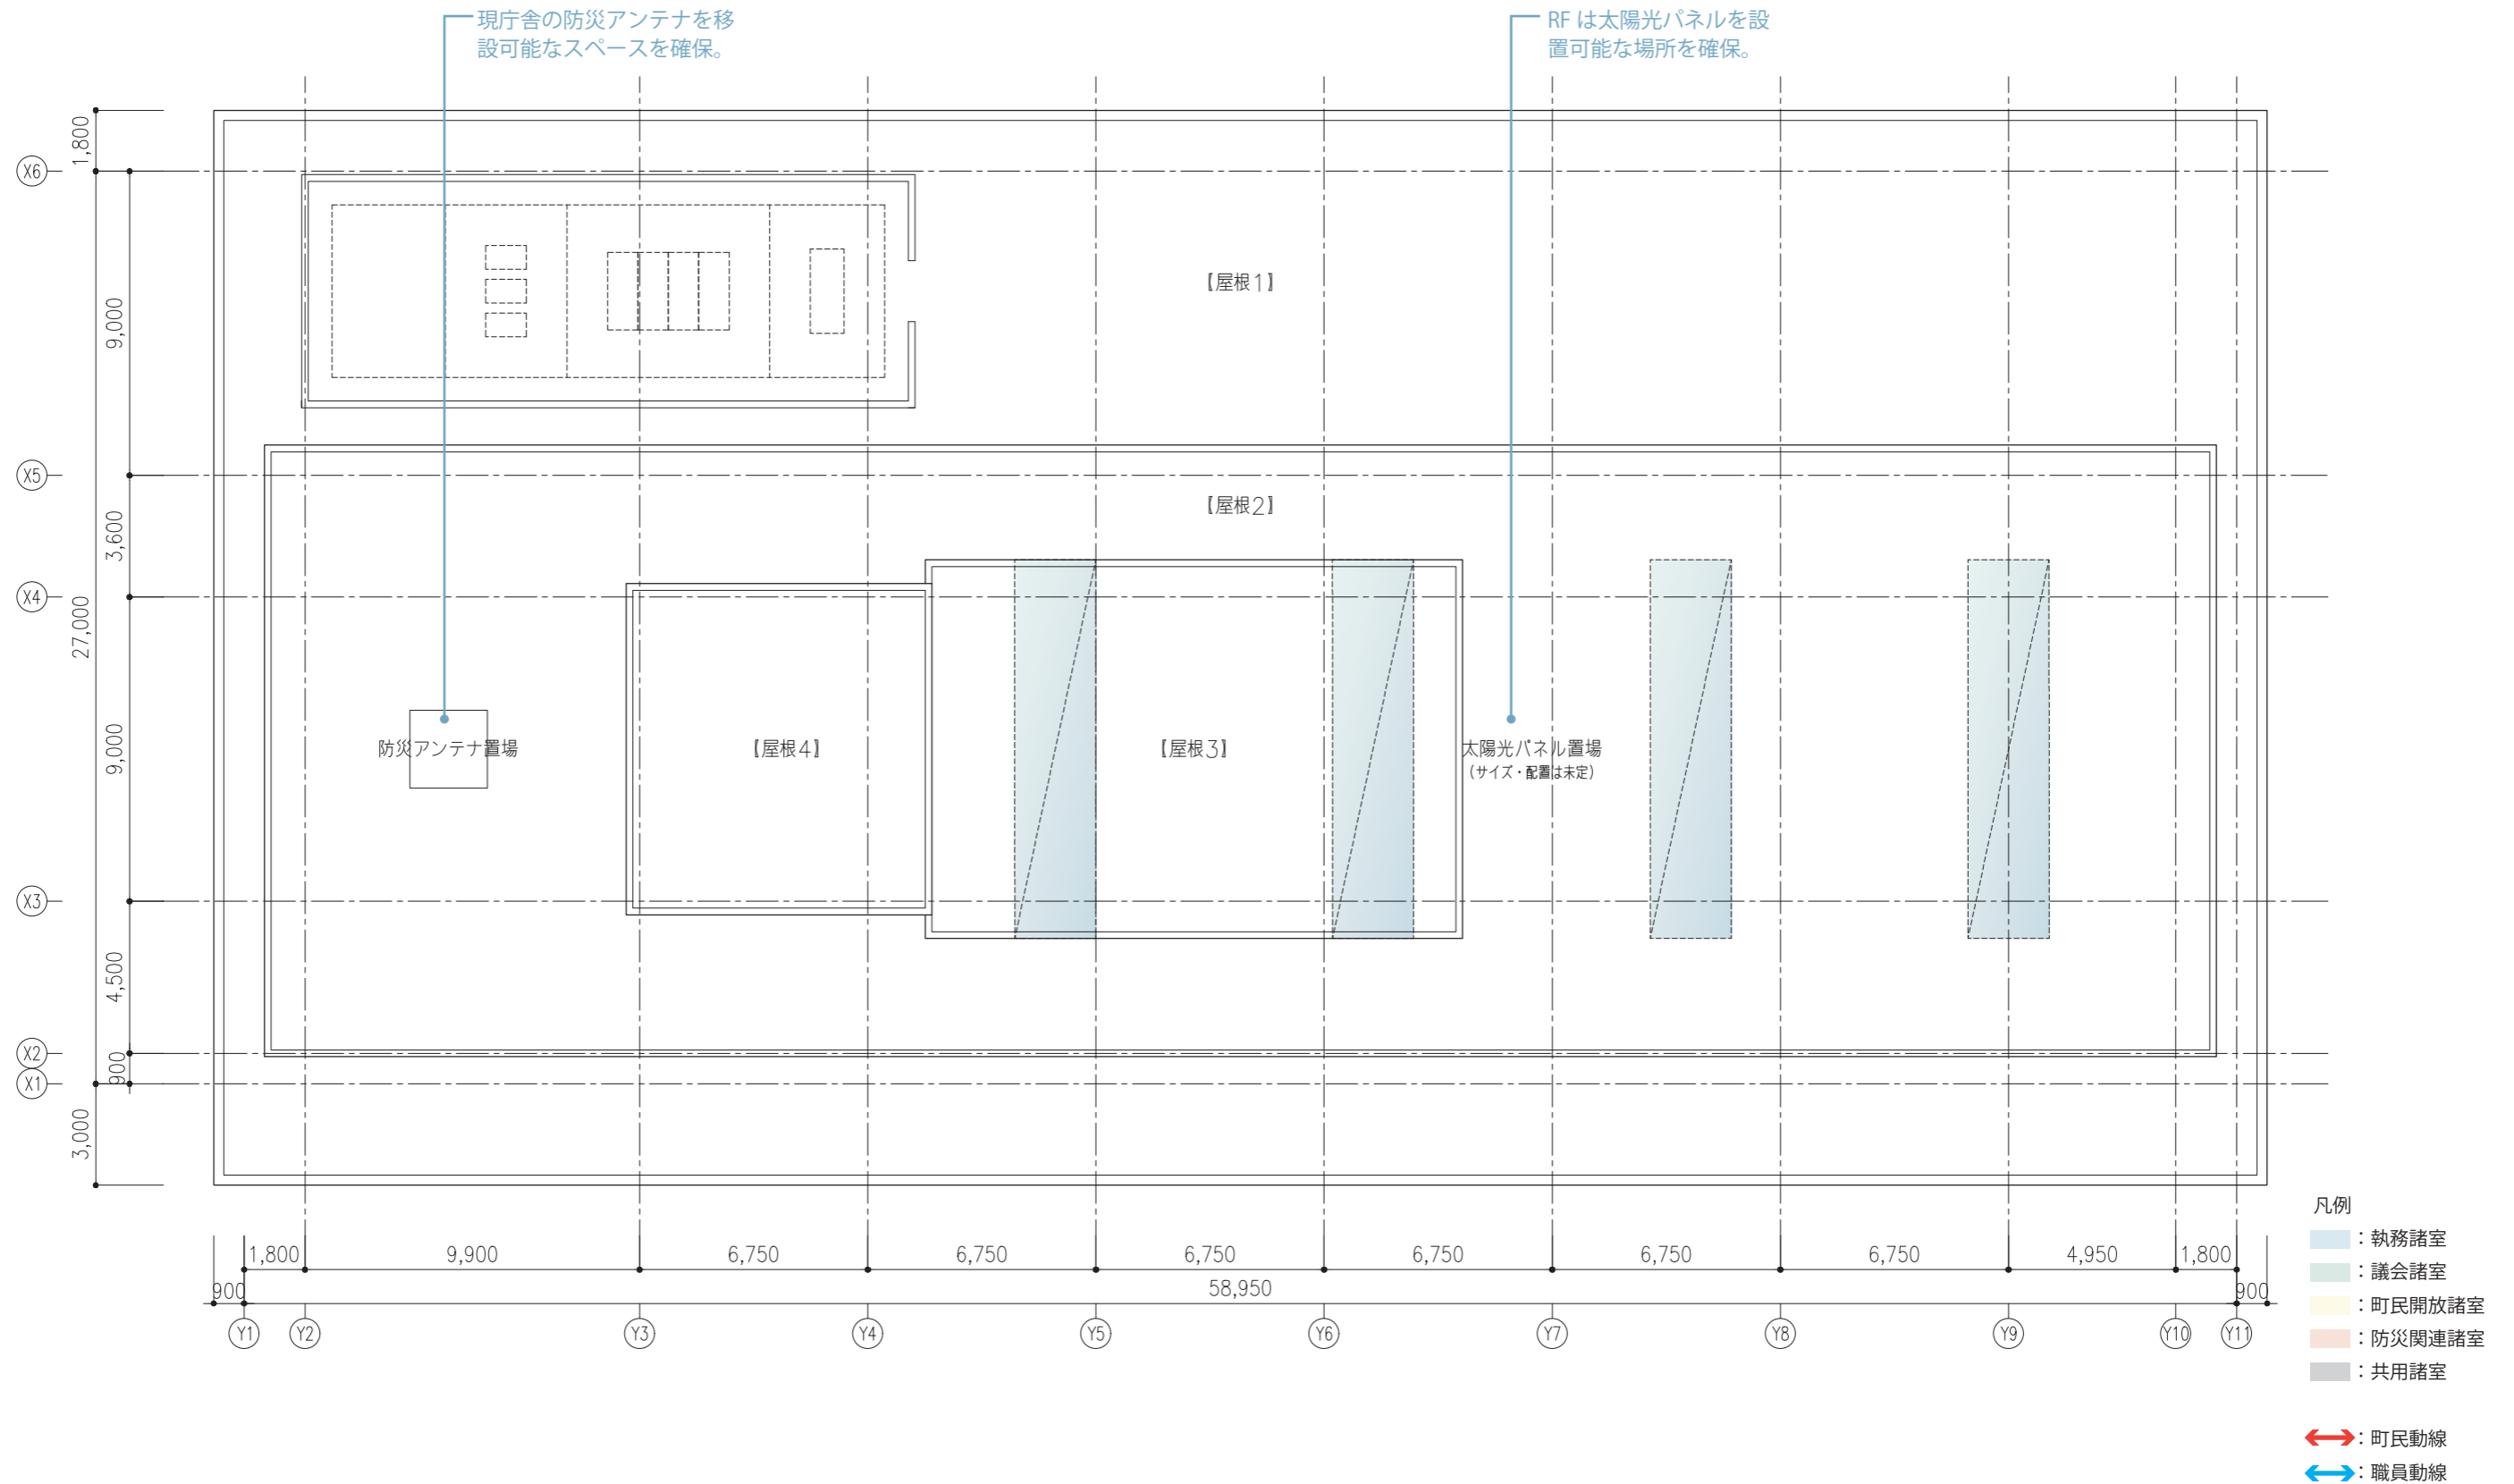 現庁舎の防災アンテナを移
設可能なスペースを確保。
RF は太陽光パネルを設
置可能な場所を確保。
1,800
X6
9,000
【屋根1】
X5
【屋根2】
3,600
X4
27,000
9,000
防災アンテナ置場
【屋根4】
【屋根3】
太陽光パネル置場
（サイズ・配置は未定）
X3
4,500
X2
900
X1
3,000
1,800
9,900
6,750
6,750
6,750
6,750
6,750
6,750
4,950
1,800
900
58,950
900
Y1
Y2
Y3
Y4
Y5
Y6
Y7
Y8
Y9
Y10
Y11
凡例
：執務諸室
：議会諸室
：町民開放諸室
：防災関連諸室
：共用諸室
：町民動線
：職員動線